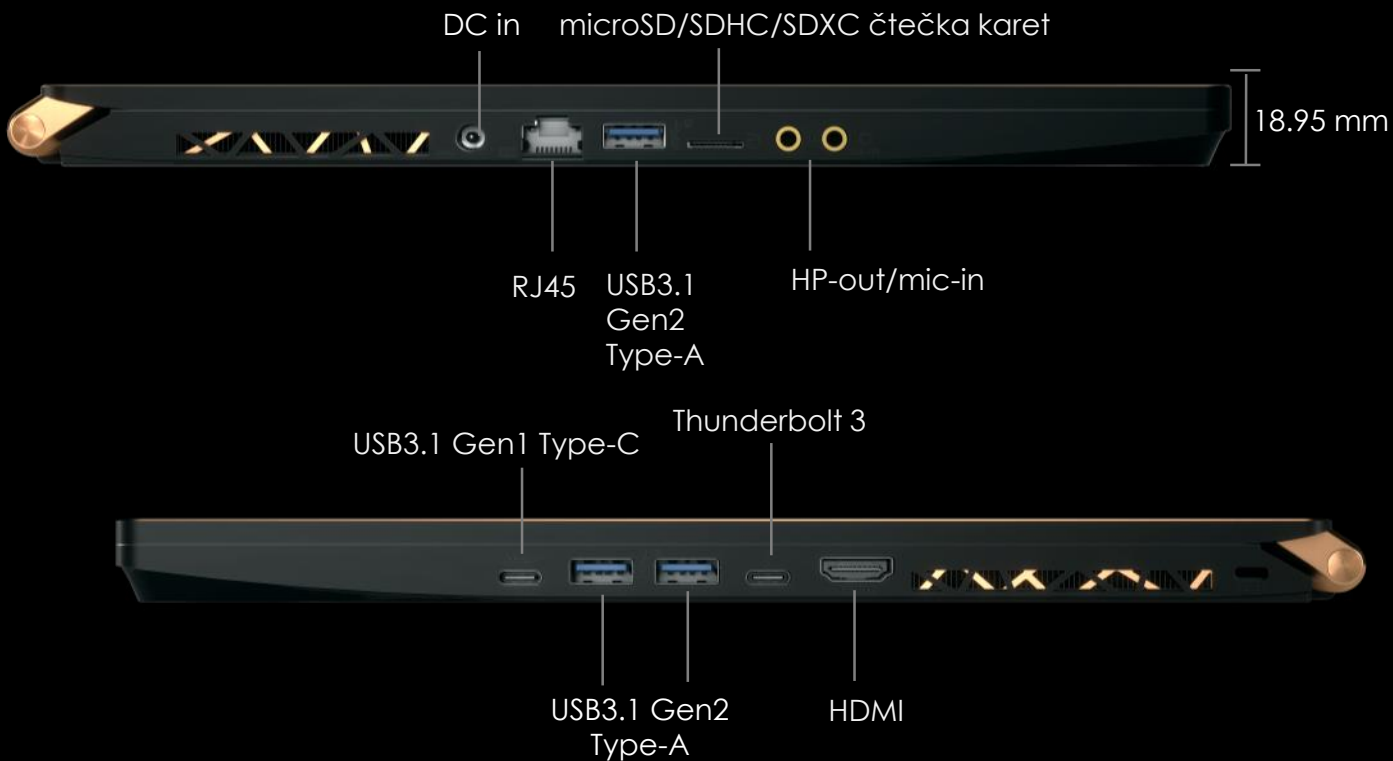 DC in
microSD/SDHC/SDXC čtečka karet
18.95 mm
RJ45
USB3.1
Gen2
Type-A
HP-out/mic-in
USB3.1 Gen1 Type-C
Thunderbolt 3
USB3.1 Gen2
Type-A
HDMI